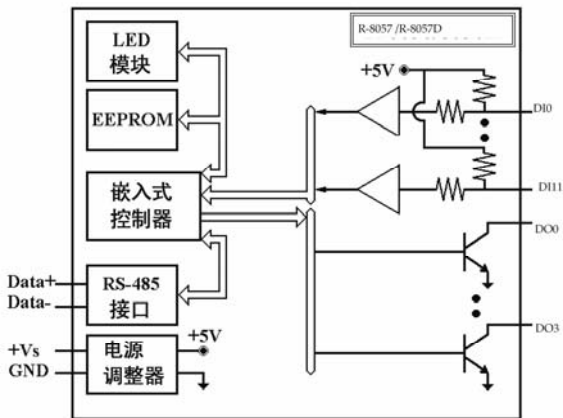 R-8057 /R-8057D
LED
模块
+5V
EEPROM
DI0
嵌入式
控制器
DI11
DO0
Data+
Data-
RS-485
接口
DO3
+Vs
GND
电源
调整器
+5V